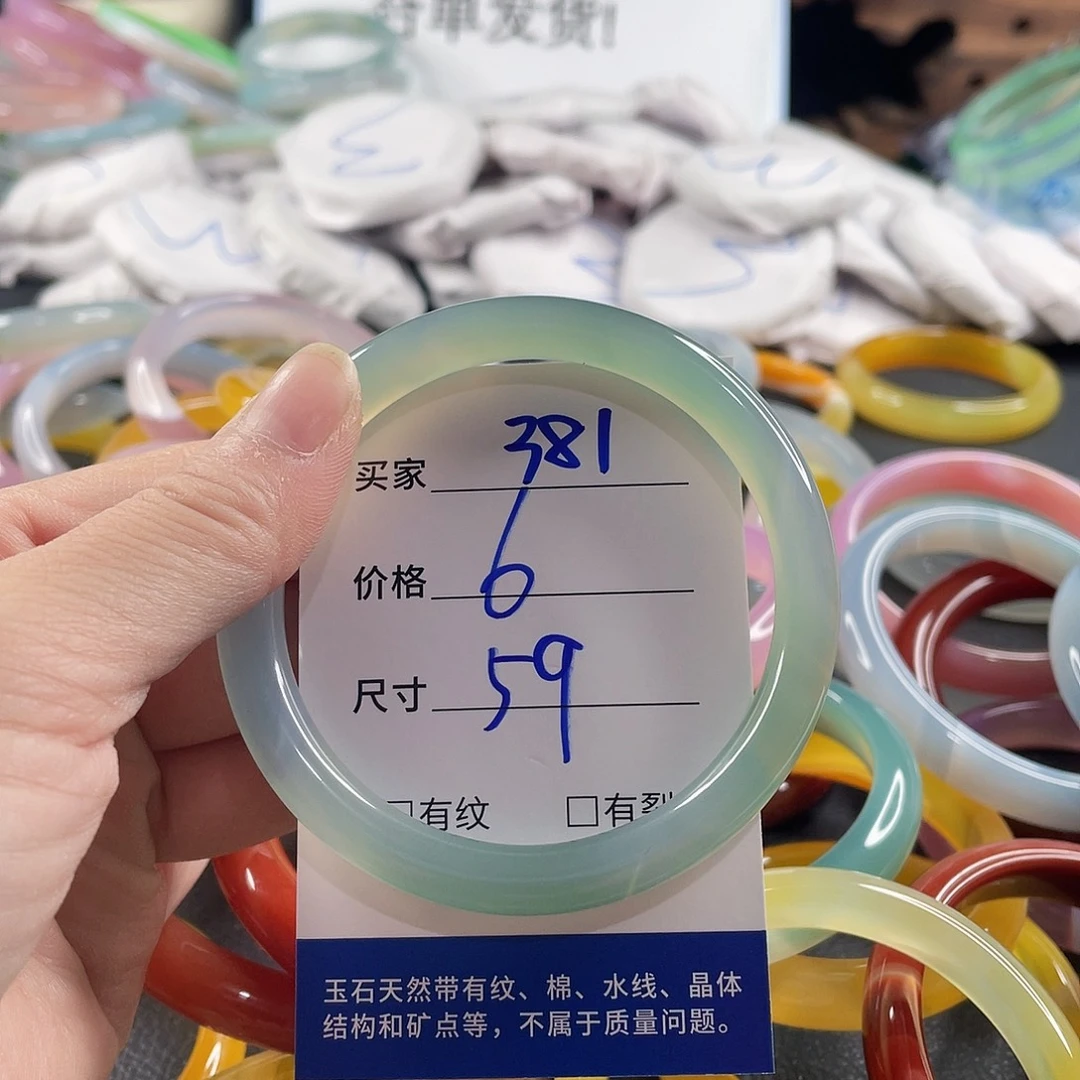 行单发货!
买家 381
价格 6
尺寸 59
□有纹 □有裂
玉石天然带有纹、棉、水线、晶体
结构和矿点等，不属于质量问题。